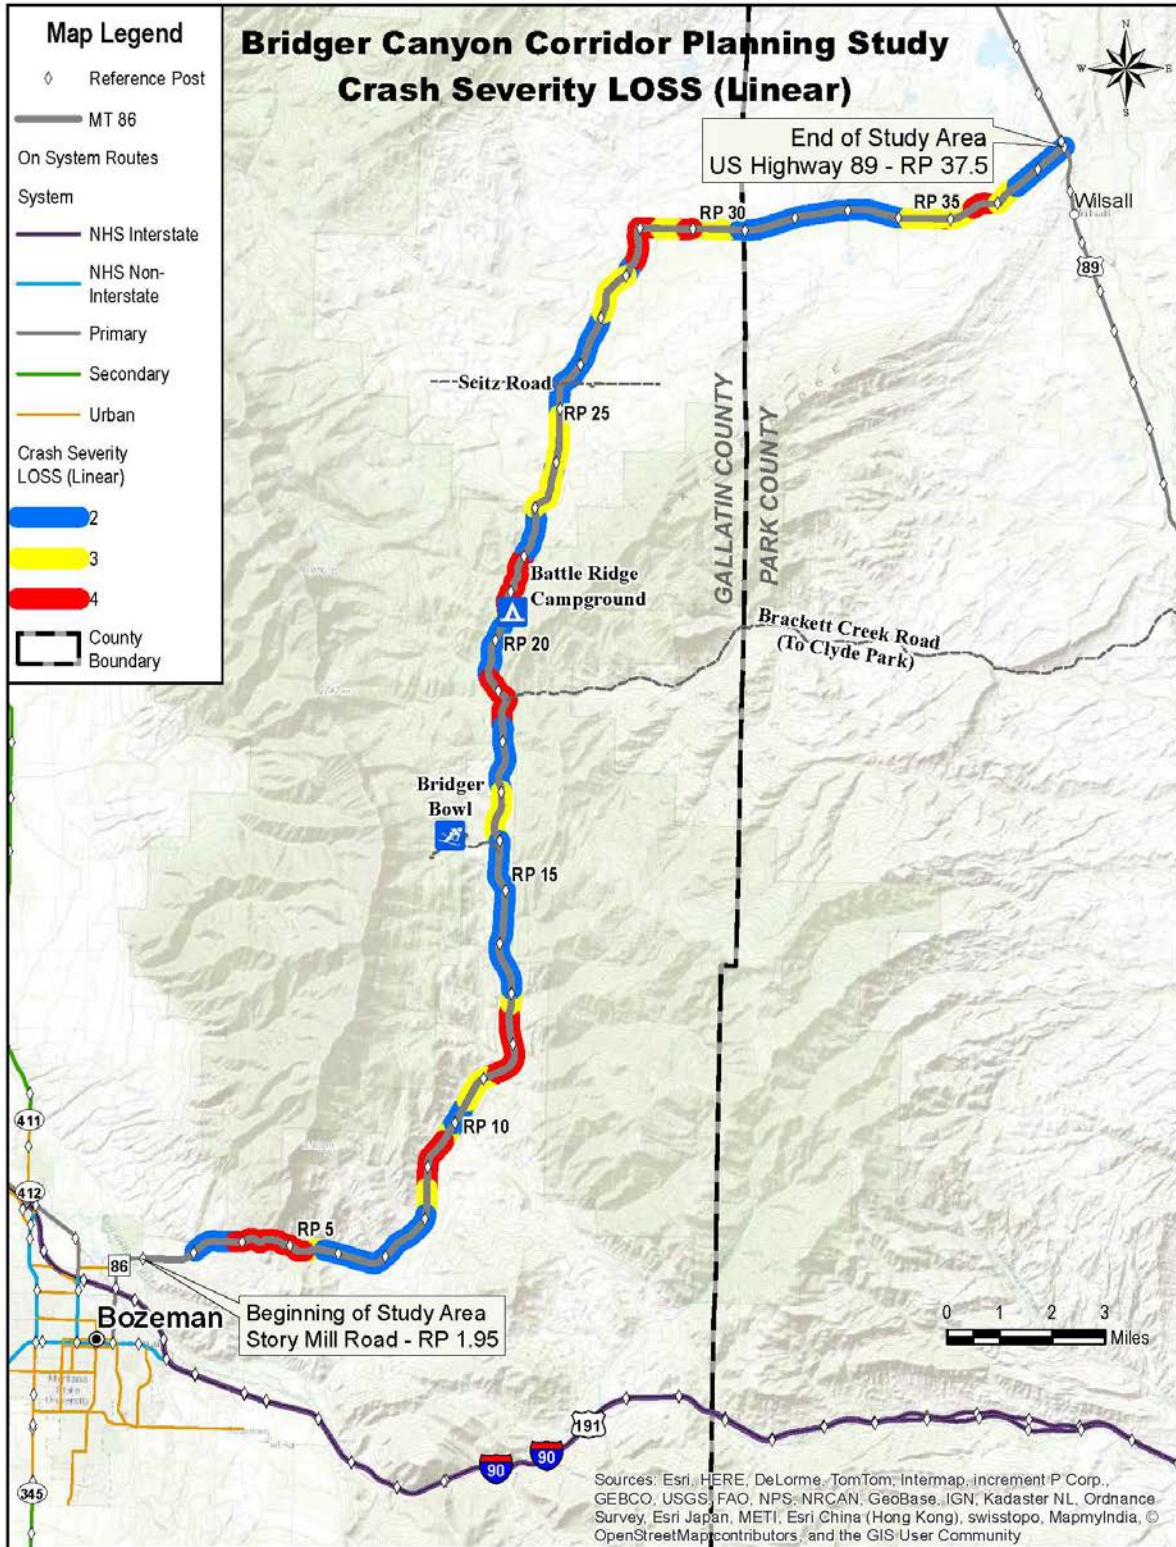 Map Legend
Reference Post
MT 86
On System Routes
System
NHS Interstate
NHS Non-
Interstate
Primary
Secondary
Urban
Crash Severity
LOSS (Linear)
2
3
4
County
Boundary
Bridger Canyon Corridor Planning Study
Crash Severity LOSS (Linear)
N
W
E
S
End of Study Area
US Highway 89 - RP 37.5
Wilsall
RP 35
RP 30
89
Seitz Road
RP 25
GALLATIN COUNTY
PARK COUNTY
Battle Ridge
Campground
RP 20
Brackett Creek Road
(To Clyde Park)
Bridger
Bowl
RP 15
RP 10
411
412
RP 5
86
Beginning of Study Area
Story Mill Road - RP 1.95
Bozeman
Montana
State
University
0 2 3
Miles
191
90
90
345
Sources: Esri, HERE, DeLorme, TomTom, Intermap, increment P Corp.,
GEBCO, USGS, FAO, NPS, NRCAN, GeoBase, IGN, Kadaster NL, Ordnance
Survey, Esri Japan, METI, Esri China (Hong Kong), swisstopo, MapmyIndia, ©
OpenStreetMap contributors, and the GIS User Community